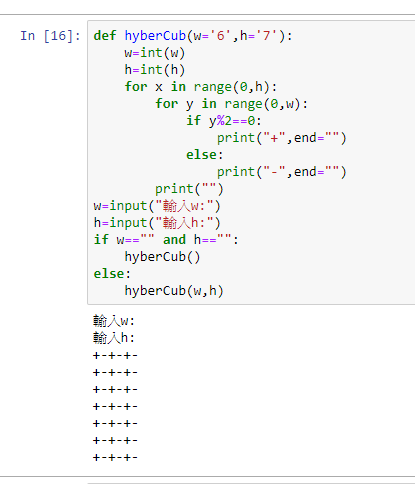 In [16]: def hyberCub(w='6',h='7'):
    w=int(w)
    h=int(h)
    for x in range(0,h):
        for y in range(0,w):
            if y%2==0:
                print("+",end="")
            else:
                print("-",end="")
        print("")
w=input("輸入w:")
h=input("輸入h:")
if w=="" and h=="":
    hyberCub()
else:
    hyberCub(w,h)
輸入w:
輸入h:
+-+-+-
+-+-+-
+-+-+-
+-+-+-
+-+-+-
+-+-+-
+-+-+-